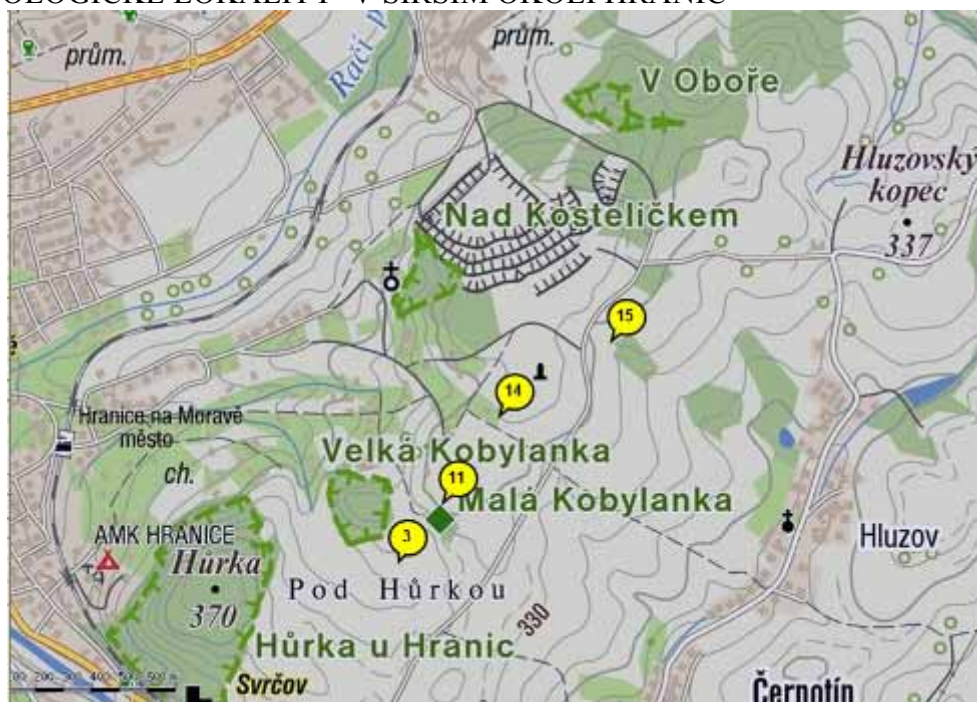 OLOGICKÉ LOKALITY V ŠIRŠÍM OKOLÍ HRANIC
prům.
Račí p
prům.
V Oboře
Hluzovský
kopec
337
Nad Kostelíčkem
15
14
Hranice na Moravě
město
ch.
Velká Kobylanka
11
Malá Kobylanka
3
AMK HRANICE
Hůrka
370
Pod Hůrkou
330
Hluzov
Hůrka u Hranic
Svrčov
Černotín